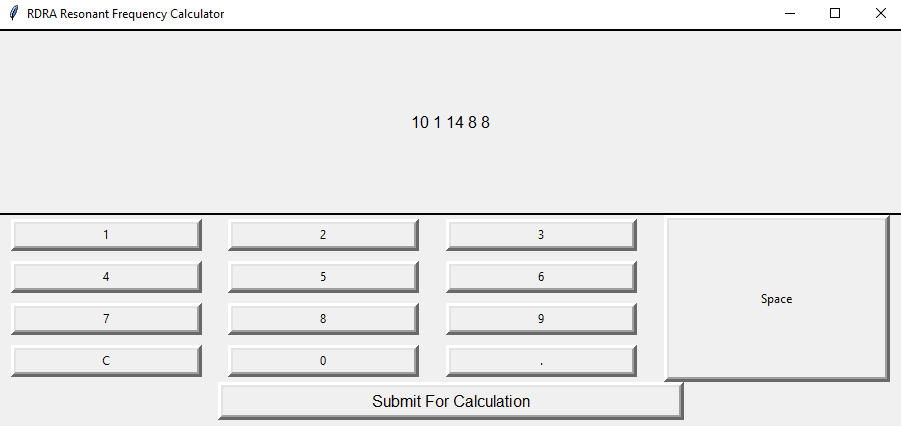 RDRA Resonant Frequency Calculator
10 1 14 8 8
1 2 3
4 5 6
Space
7 8 9
C 0 .
Submit For Calculation